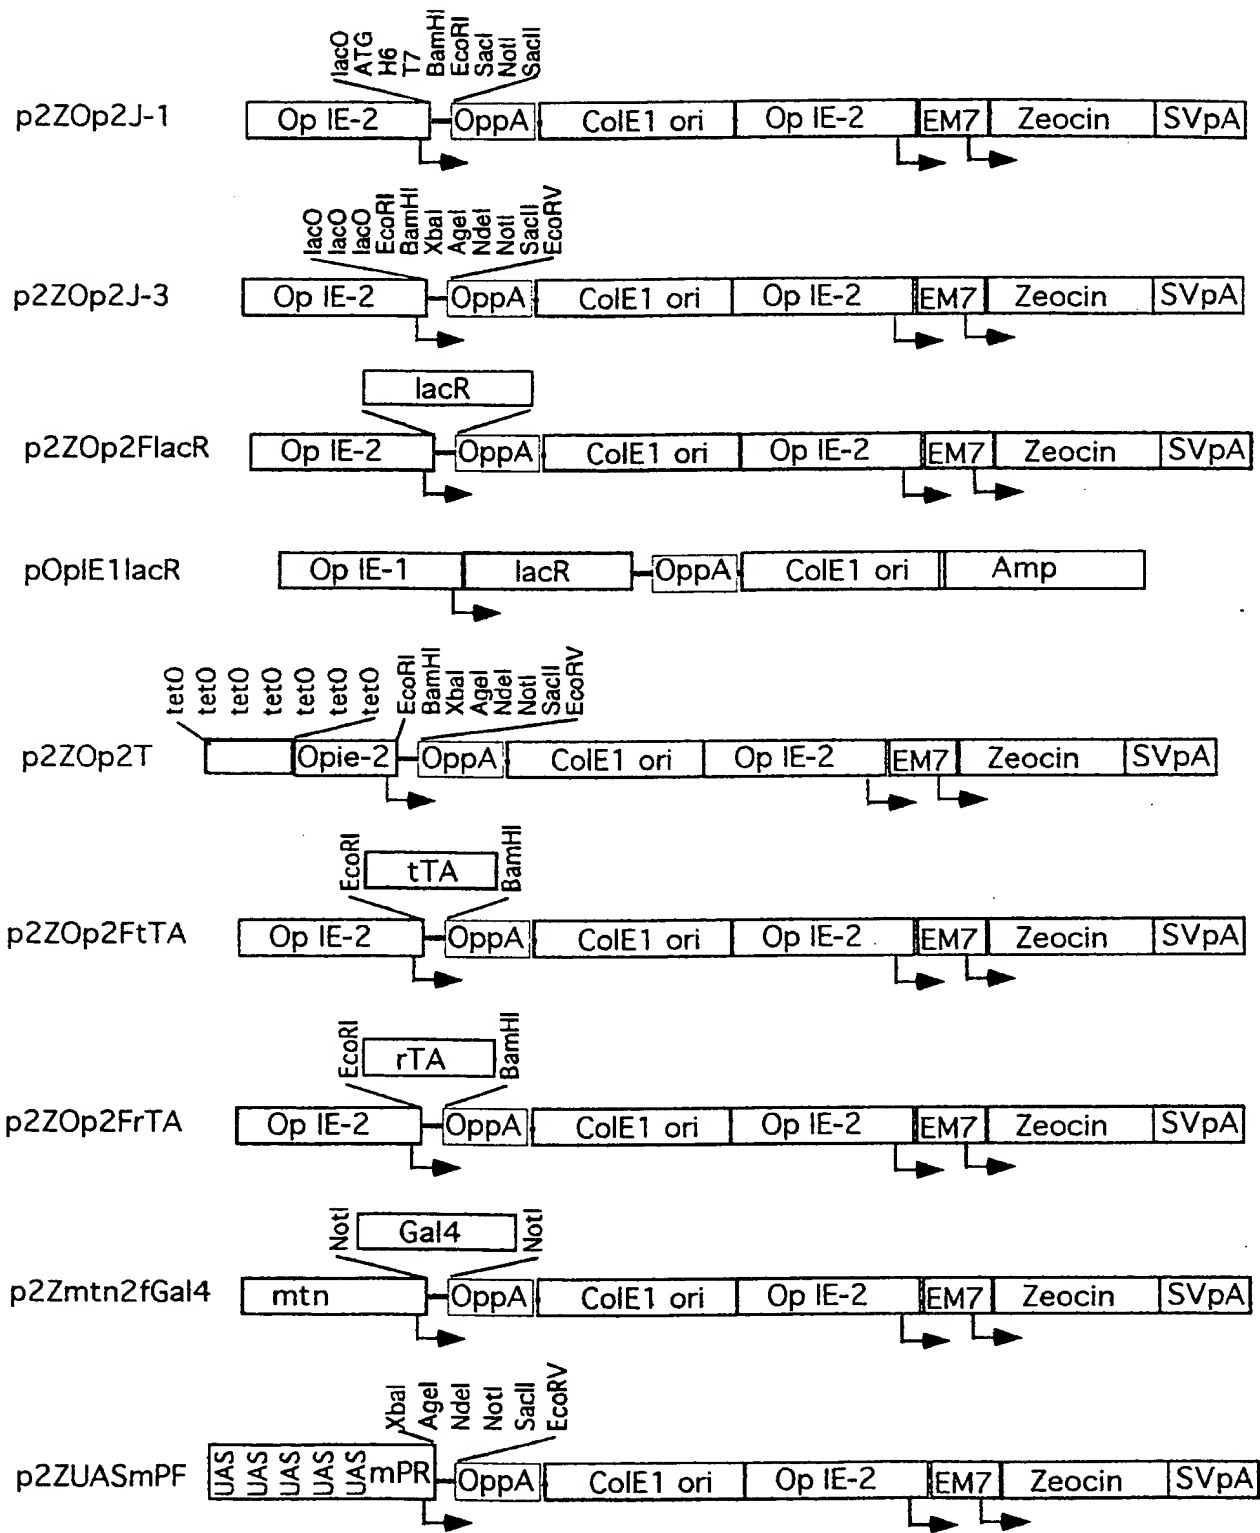 lacO ATG H6 T7 BamHI EcoRI SacI NotI SacII
p2ZOp2J-1 Op IE-2 OppA ColE1 ori Op IE-2 EM7 Zeocin SVpA
lacO lacO lacO EcoRI BamHI XbaI AgeI NdeI NotI SacII EcoRV
p2ZOp2J-3 Op IE-2 OppA ColE1 ori Op IE-2 EM7 Zeocin SVpA
lacR
p2ZOp2FlacR Op IE-2 OppA ColE1 ori Op IE-2 EM7 Zeocin SVpA
pOpIE1lacR Op IE-1 lacR OppA ColE1 ori Amp
tetO tetO tetO tetO tetO tetO tetO EcoRI BamHI XbaI AgeI NdeI NotI SacII EcoRV
p2ZOp2T Opie-2 OppA ColE1 ori Op IE-2 EM7 Zeocin SVpA
EcoRI tTA BamHI
p2ZOp2FtTA Op IE-2 OppA ColE1 ori Op IE-2 EM7 Zeocin SVpA
EcoRI rTA BamHI
p2ZOp2FrTA Op IE-2 OppA ColE1 ori Op IE-2 EM7 Zeocin SVpA
NotI Gal4 NotI
p2Zmtn2fGal4 mtn OppA ColE1 ori Op IE-2 EM7 Zeocin SVpA
XbaI AgeI NdeI NotI SacII EcoRV
p2ZUASmPF UAS UAS UAS UAS UAS mPR OppA ColE1 ori Op IE-2 EM7 Zeocin SVpA